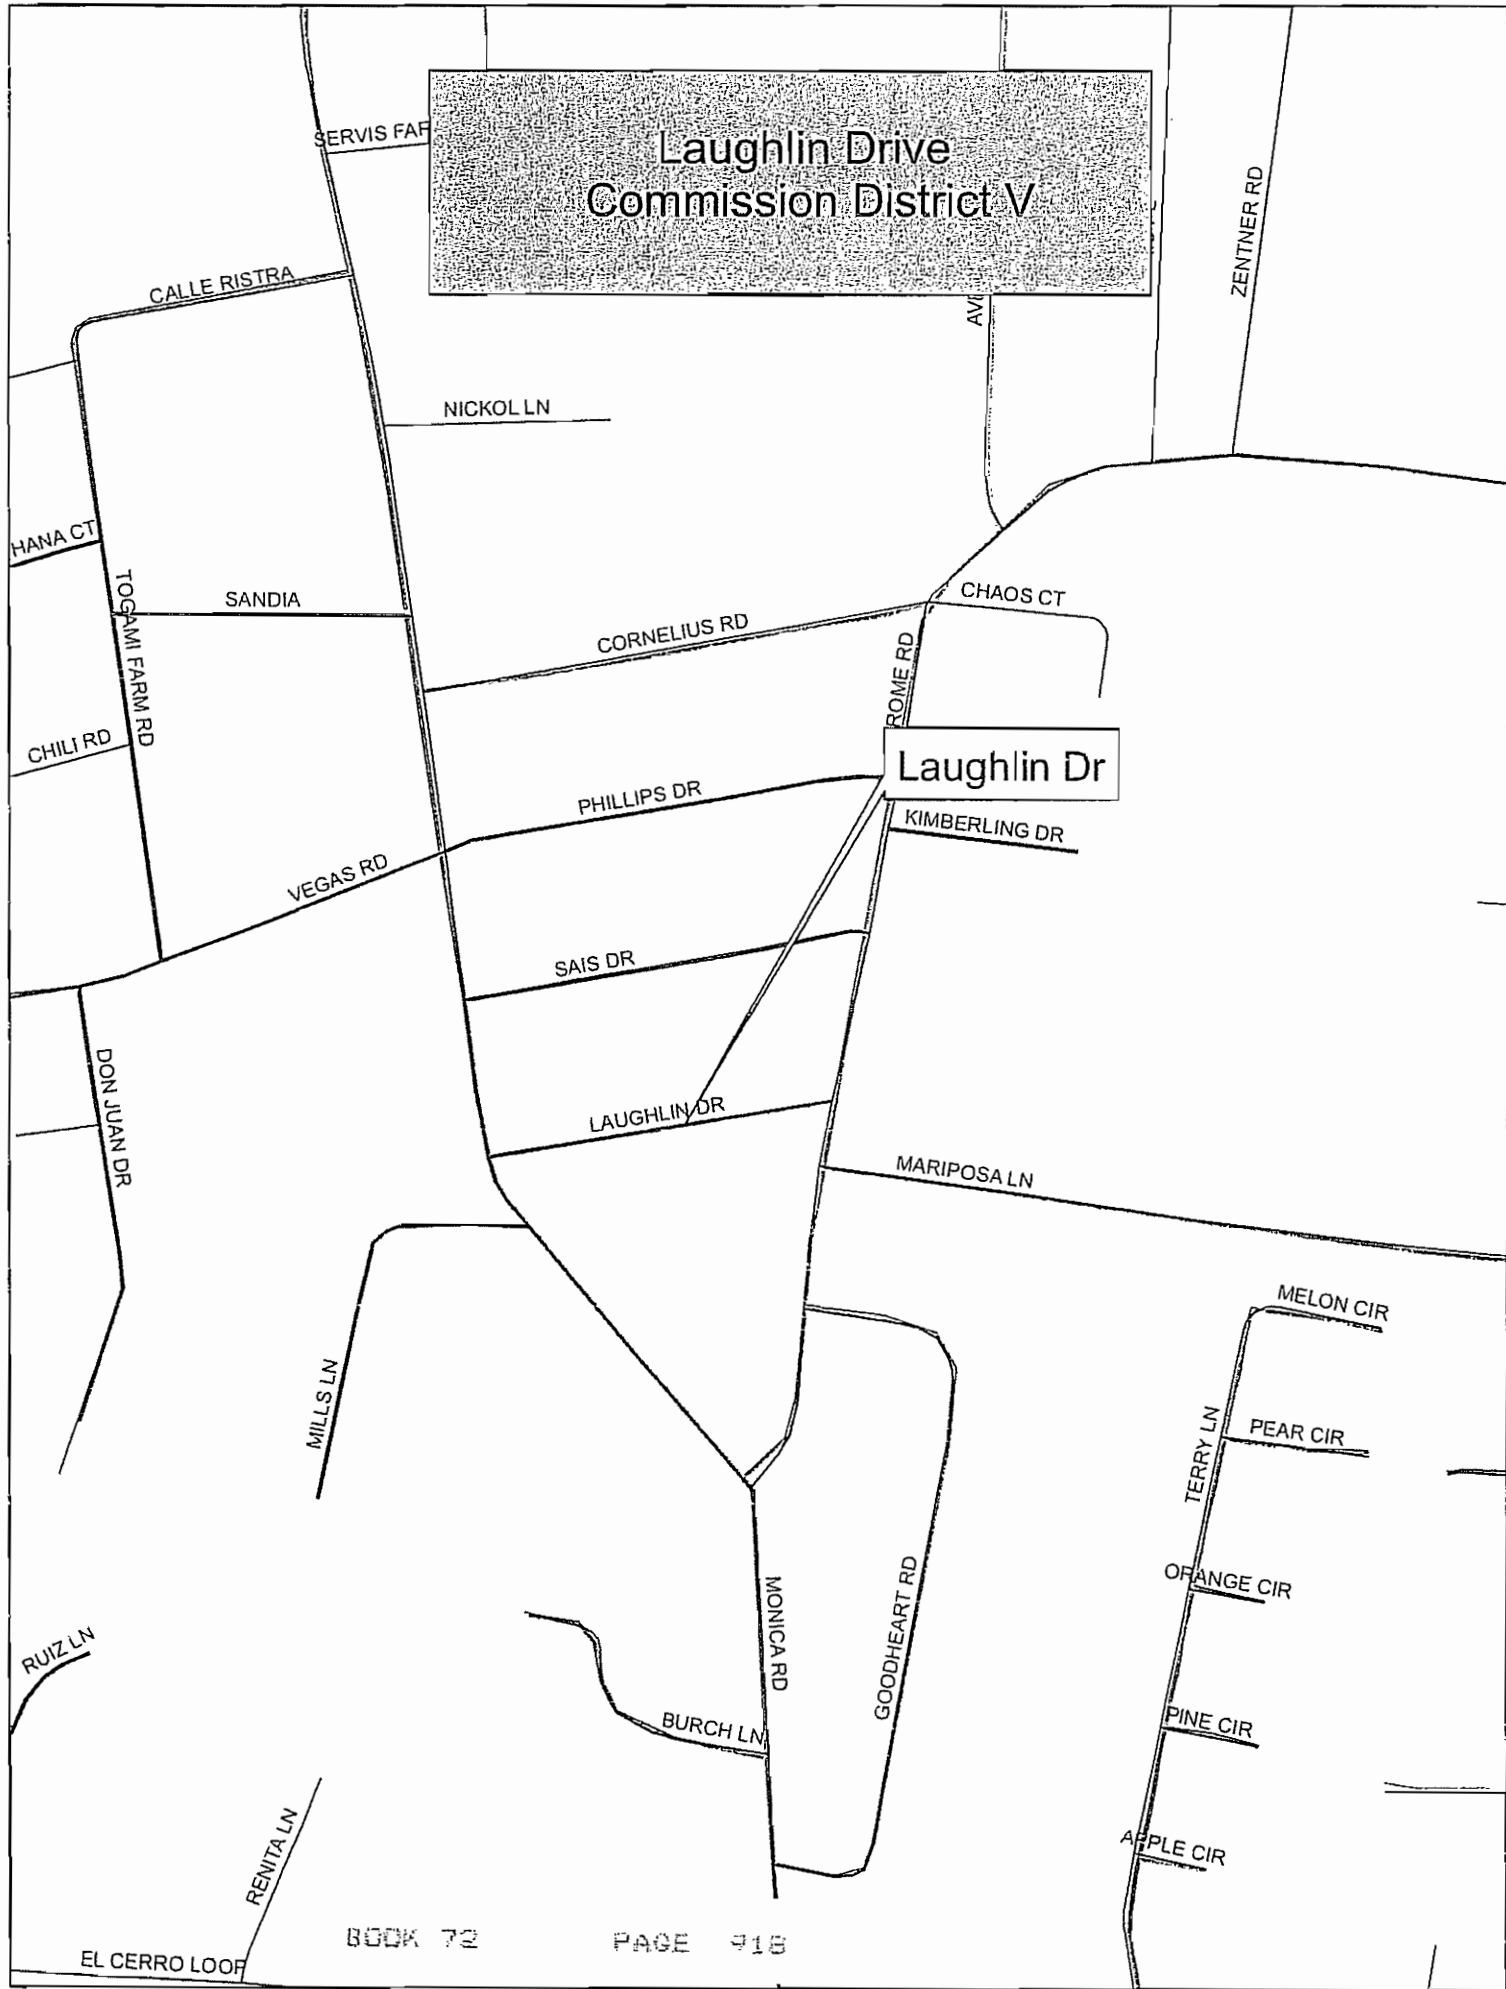 Laughlin Drive
Commission District V
SERVIS FAR
ZENTNER RD
CALLE RISTRA
NICKOL LN
HANA CT
TOGAMI FARM RD
SANDIA
CORNELIUS RD
CHAOS CT
ROME RD
CHILI RD
Laughlin Dr
PHILLIPS DR
KIMBERLING DR
VEGAS RD
SAIS DR
DON JUAN DR
LAUGHLIN DR
MARIPOSA LN
MELON CIR
MILLS LN
TERRY LN
PEAR CIR
ORANGE CIR
MONICA RD
GOODHEART RD
RUIZ LN
BURCH LN
PINE CIR
RENITA LN
APPLE CIR
EL CERRO LOOP
BOOK 72 PAGE 918